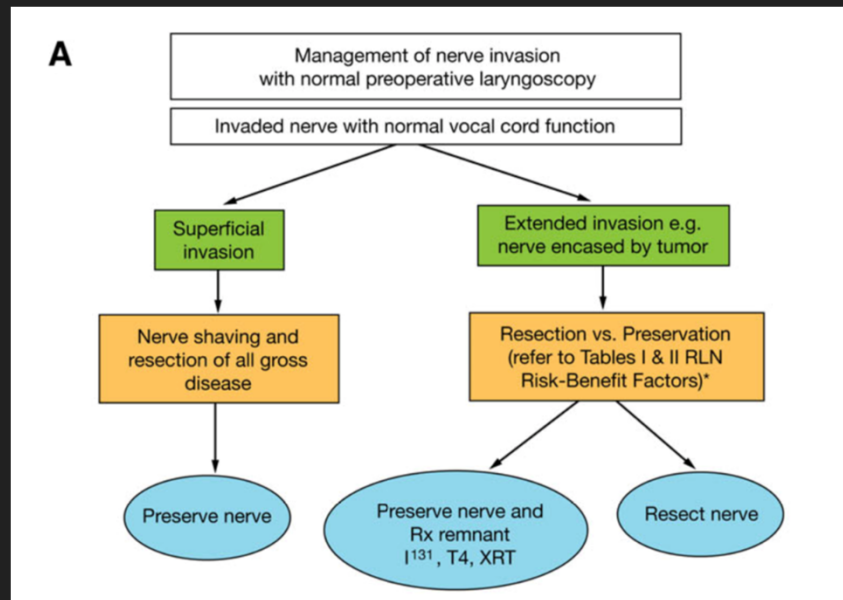 A
Management of nerve invasion
with normal preoperative laryngoscopy
Invaded nerve with normal vocal cord function
Superficial
invasion
Extended invasion e.g.
nerve encased by tumor
Nerve shaving and
resection of all gross
disease
Resection vs. Preservation
(refer to Tables I & II RLN
Risk-Benefit Factors)*
Preserve nerve
Preserve nerve and
Rx remnant
I¹³¹, T4, XRT
Resect nerve